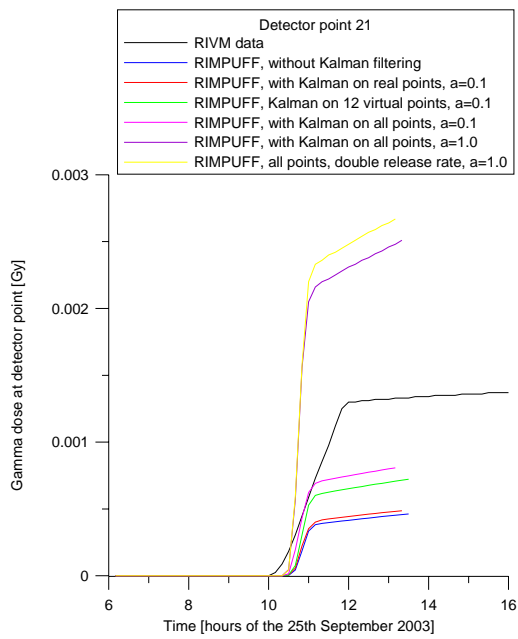 Detector point 21
RIVM data
RIMPUFF, without Kalman filtering
RIMPUFF, with Kalman on real points, a=0.1
RIMPUFF, Kalman on 12 virtual points, a=0.1
RIMPUFF, with Kalman on all points, a=0.1
RIMPUFF, with Kalman on all points, a=1.0
RIMPUFF, all points, double release rate, a=1.0
0.003
0.002
0.001
0
Gamma dose at detector point [Gy]
6 8 10 12 14 16
Time [hours of the 25th September 2003]